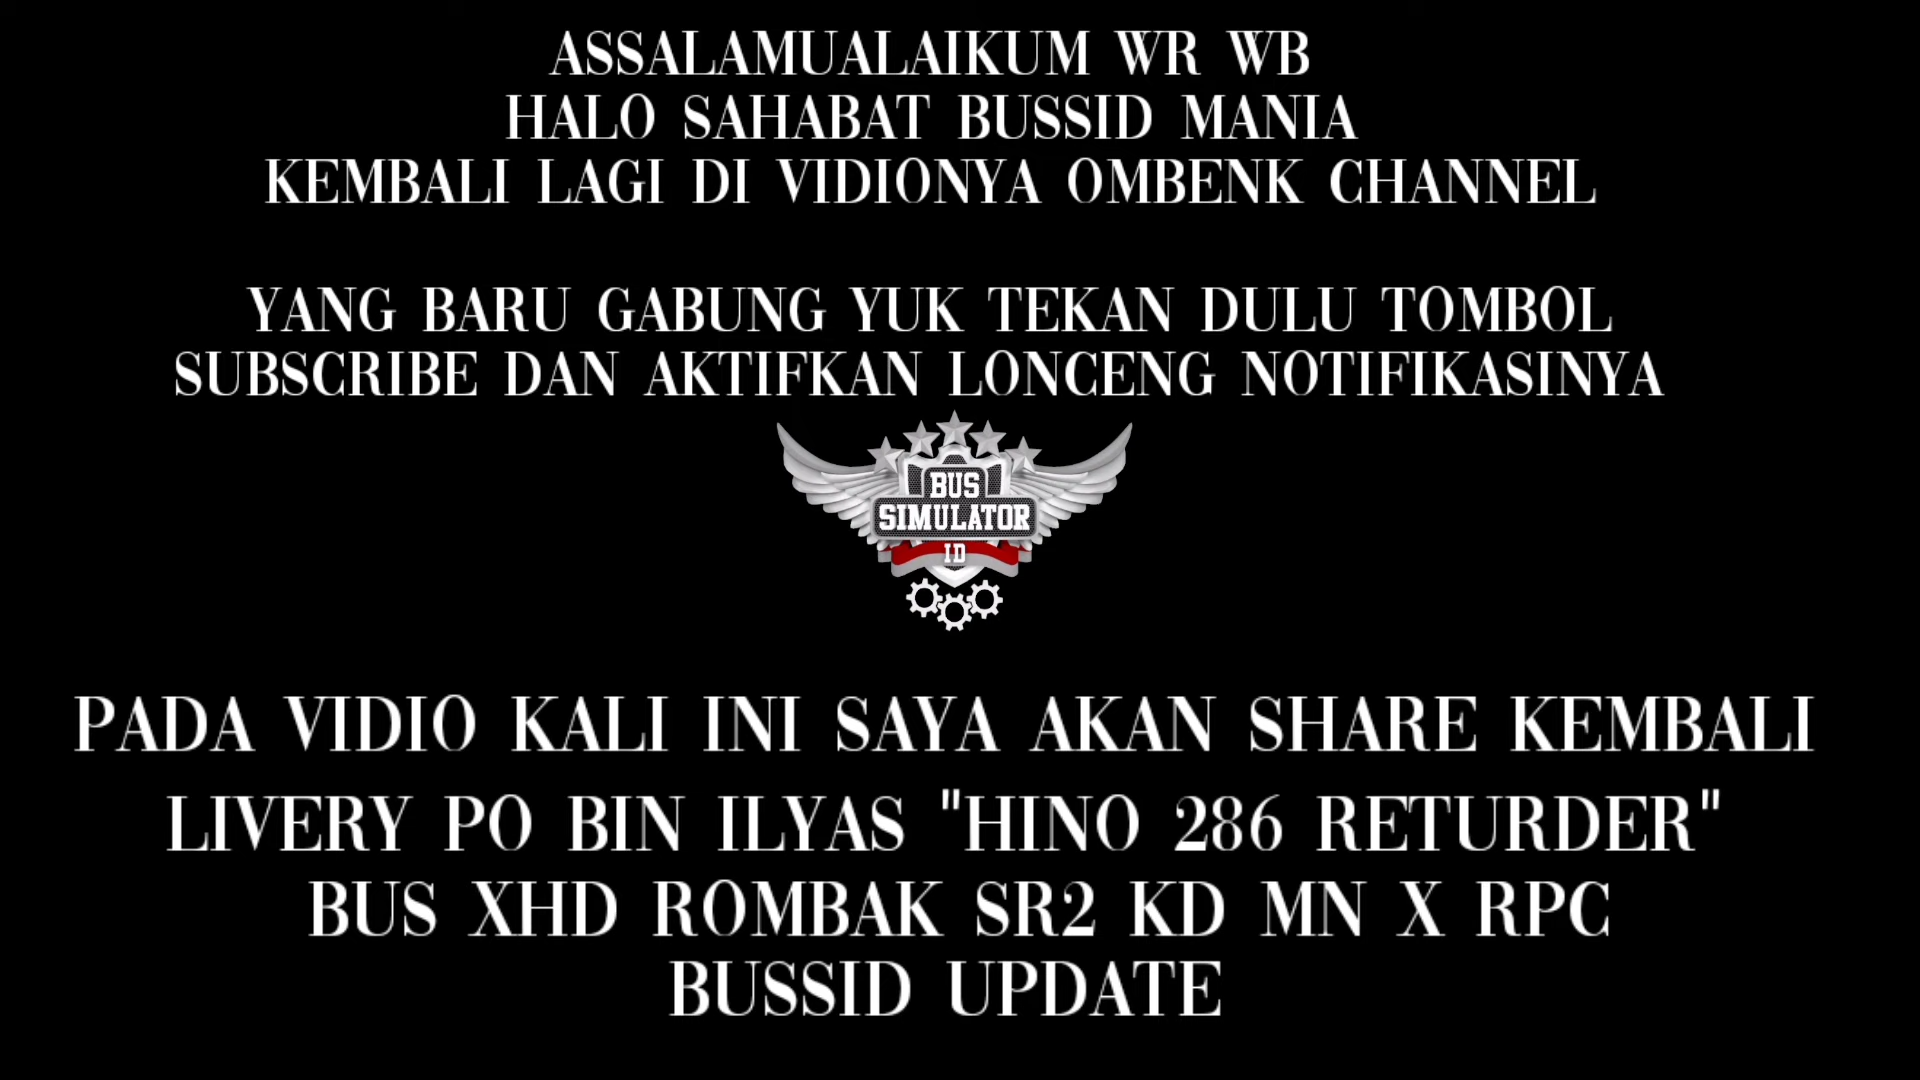 ASSALAMUALAIKUM WR WB
HALO SAHABAT BUSSID MANIA
KEMBALI LAGI DI VIDIONYA OMBENK CHANNEL
YANG BARU GABUNG YUK TEKAN DULU TOMBOL
SUBSCRIBE DAN AKTIFKAN LONCENG NOTIFIKASINYA
BUS
SIMULATOR
ID
PADA VIDIO KALI INI SAYA AKAN SHARE KEMBALI
LIVERY PO BIN ILYAS "HINO 286 RETURDER"
BUS XHD ROMBAK SR2 KD MN X RPC
BUSSID UPDATE